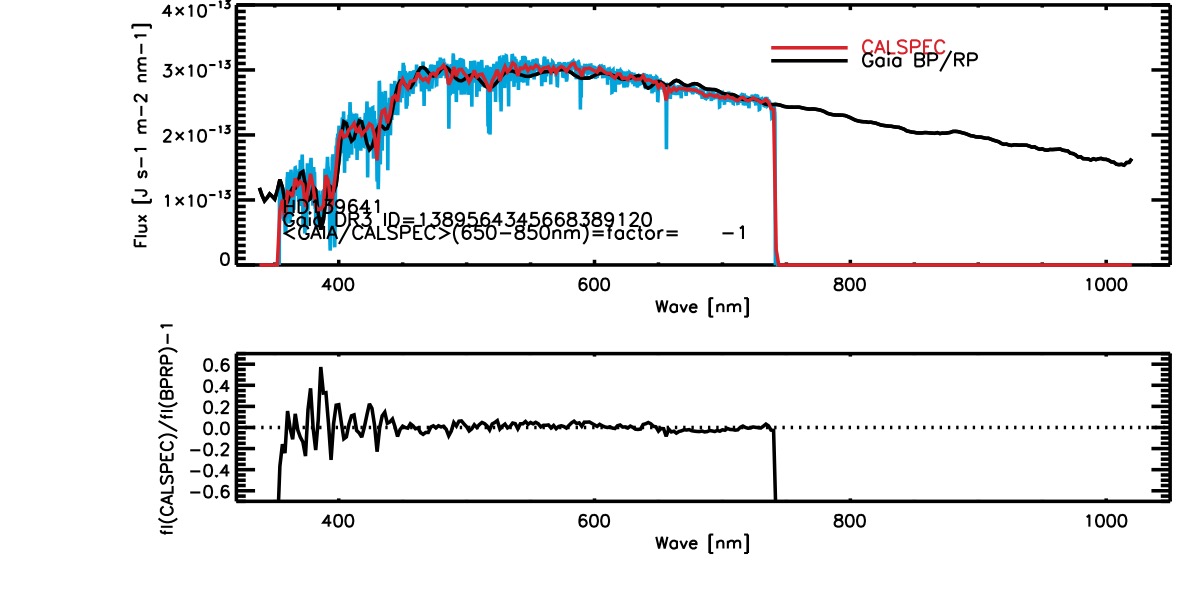 4×10−13
3×10−13
2×10−13
1×10−13
0
Flux [J s−1 m−2 nm−1]
CALSPEC
Gaia BP/RP
HD139641
Gaia DR3 ID=1389564345668389120
<GAIA/CALSPEC>(650−850nm)=factor= −1
400 600 800 1000
Wave [nm]
fl(CALSPEC)/fl(BPRP)−1
0.6
0.4
0.2
0.0
−0.2
−0.4
−0.6
400 600 800 1000
Wave [nm]